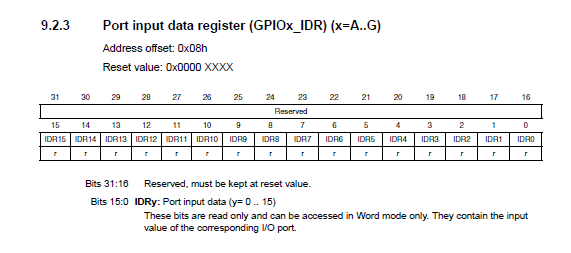 9.2.3 Port input data register (GPIOx_IDR) (x=A..G)
Address offset: 0x08h
Reset value: 0x0000 XXXX
31 30 29 28 27 26 25 24 23 22 21 20 19 18 17 16
Reserved
15 14 13 12 11 10 9 8 7 6 5 4 3 2 1 0
IDR15 IDR14 IDR13 IDR12 IDR11 IDR10 IDR9 IDR8 IDR7 IDR6 IDR5 IDR4 IDR3 IDR2 IDR1 IDR0
r r r r r r r r r r r r r r r r
Bits 31:16 Reserved, must be kept at reset value.
Bits 15:0 IDRy: Port input data (y= 0 .. 15)
These bits are read only and can be accessed in Word mode only. They contain the input
value of the corresponding I/O port.